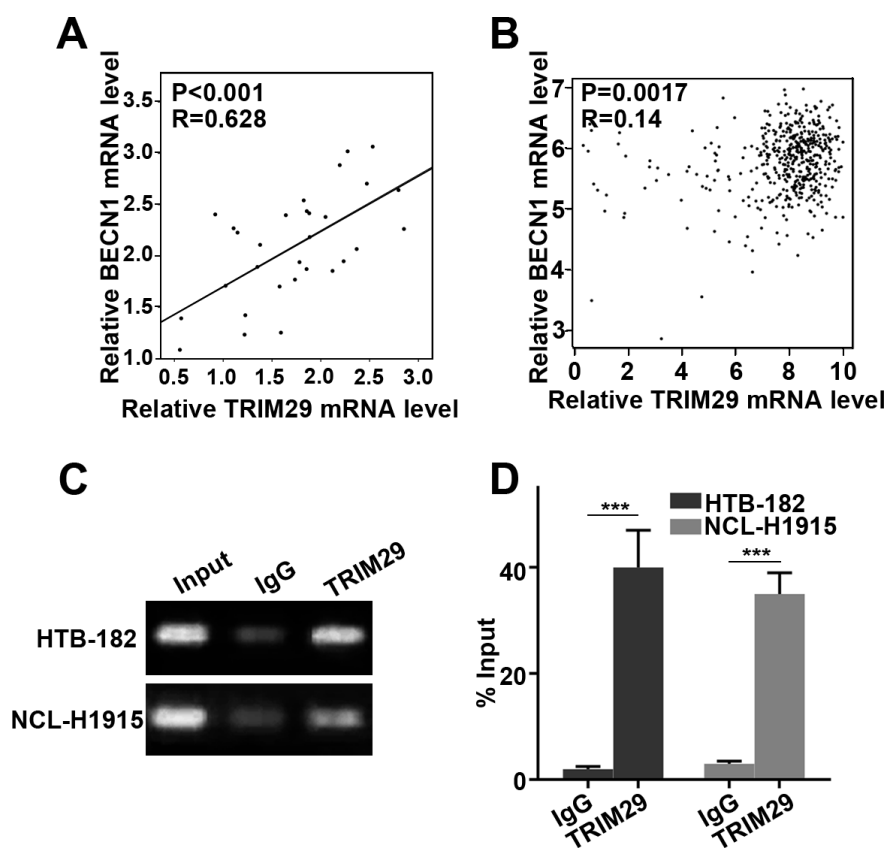 A
Relative BECN1 mRNA level
P<0.001
R=0.628
3.5
3.0
2.5
2.0
1.5
1.0
0.5 1.0 1.5 2.0 2.5 3.0
Relative TRIM29 mRNA level
B
Relative BECN1 mRNA level
P=0.0017
R=0.14
7
6
5
4
3
0 2 4 6 8 10
Relative TRIM29 mRNA level
C
Input IgG TRIM29
HTB-182
NCL-H1915
D
% Input
HTB-182
NCL-H1915
***
***
40
20
0
IgG TRIM29 IgG TRIM29